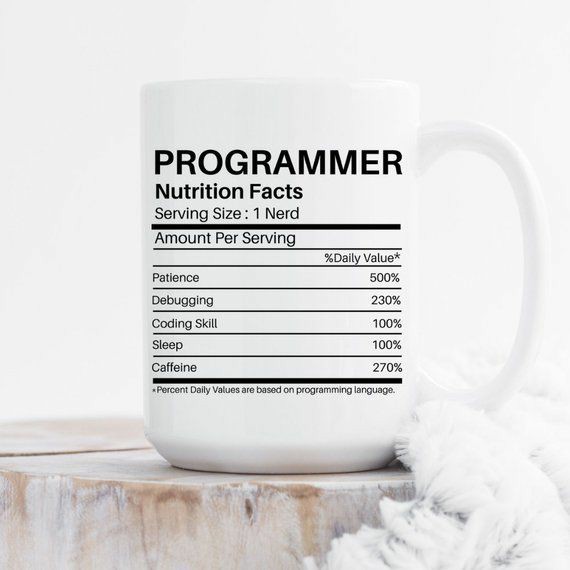 PROGRAMMER
Nutrition Facts
Serving Size : 1 Nerd
Amount Per Serving
%Daily Value*
Patience 500%
Debugging 230%
Coding Skill 100%
Sleep 100%
Caffeine 270%
*Percent Daily Values are based on programming language.